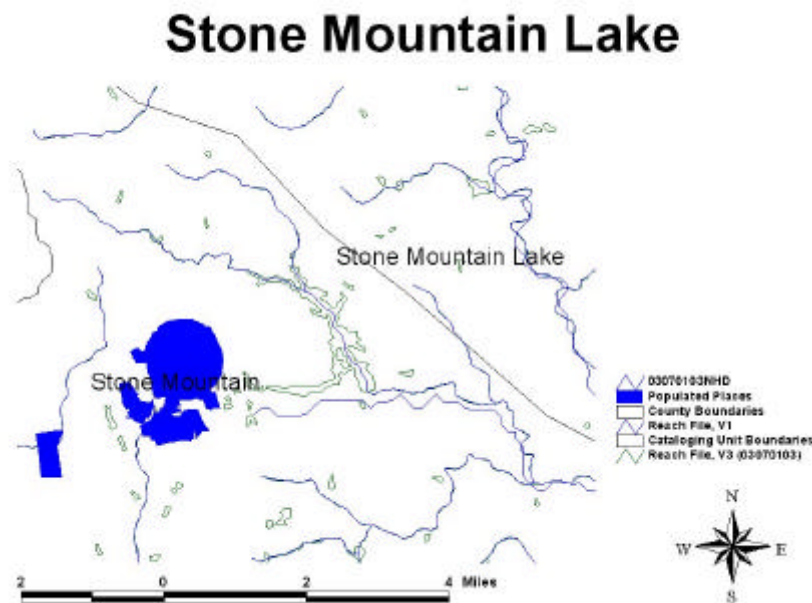 Stone Mountain Lake
Stone Mountain Lake
Stone Mountain
03070103NHD
Populated Places
County Boundaries
Reach File, V1
Cataloging Unit Boundaries
Reach File, V3 (03070103)
N
W E
S
2 0 2 4 Miles